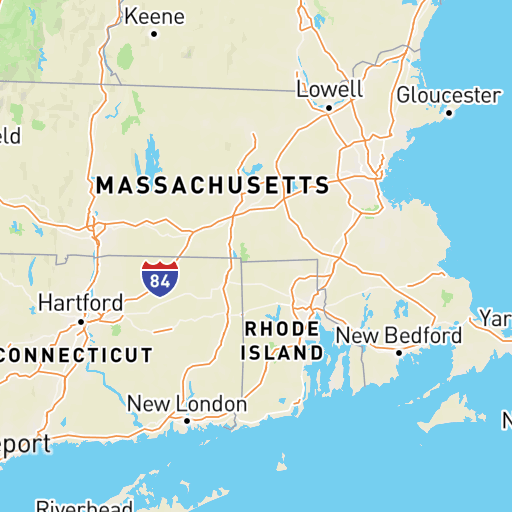 Keene
Lowell
Gloucester
eld
MASSACHUSETTS
84
Hartford
RHODE
ISLAND
New Bedford
Yar
CONNECTICUT
New London
N
eport
Riverhead